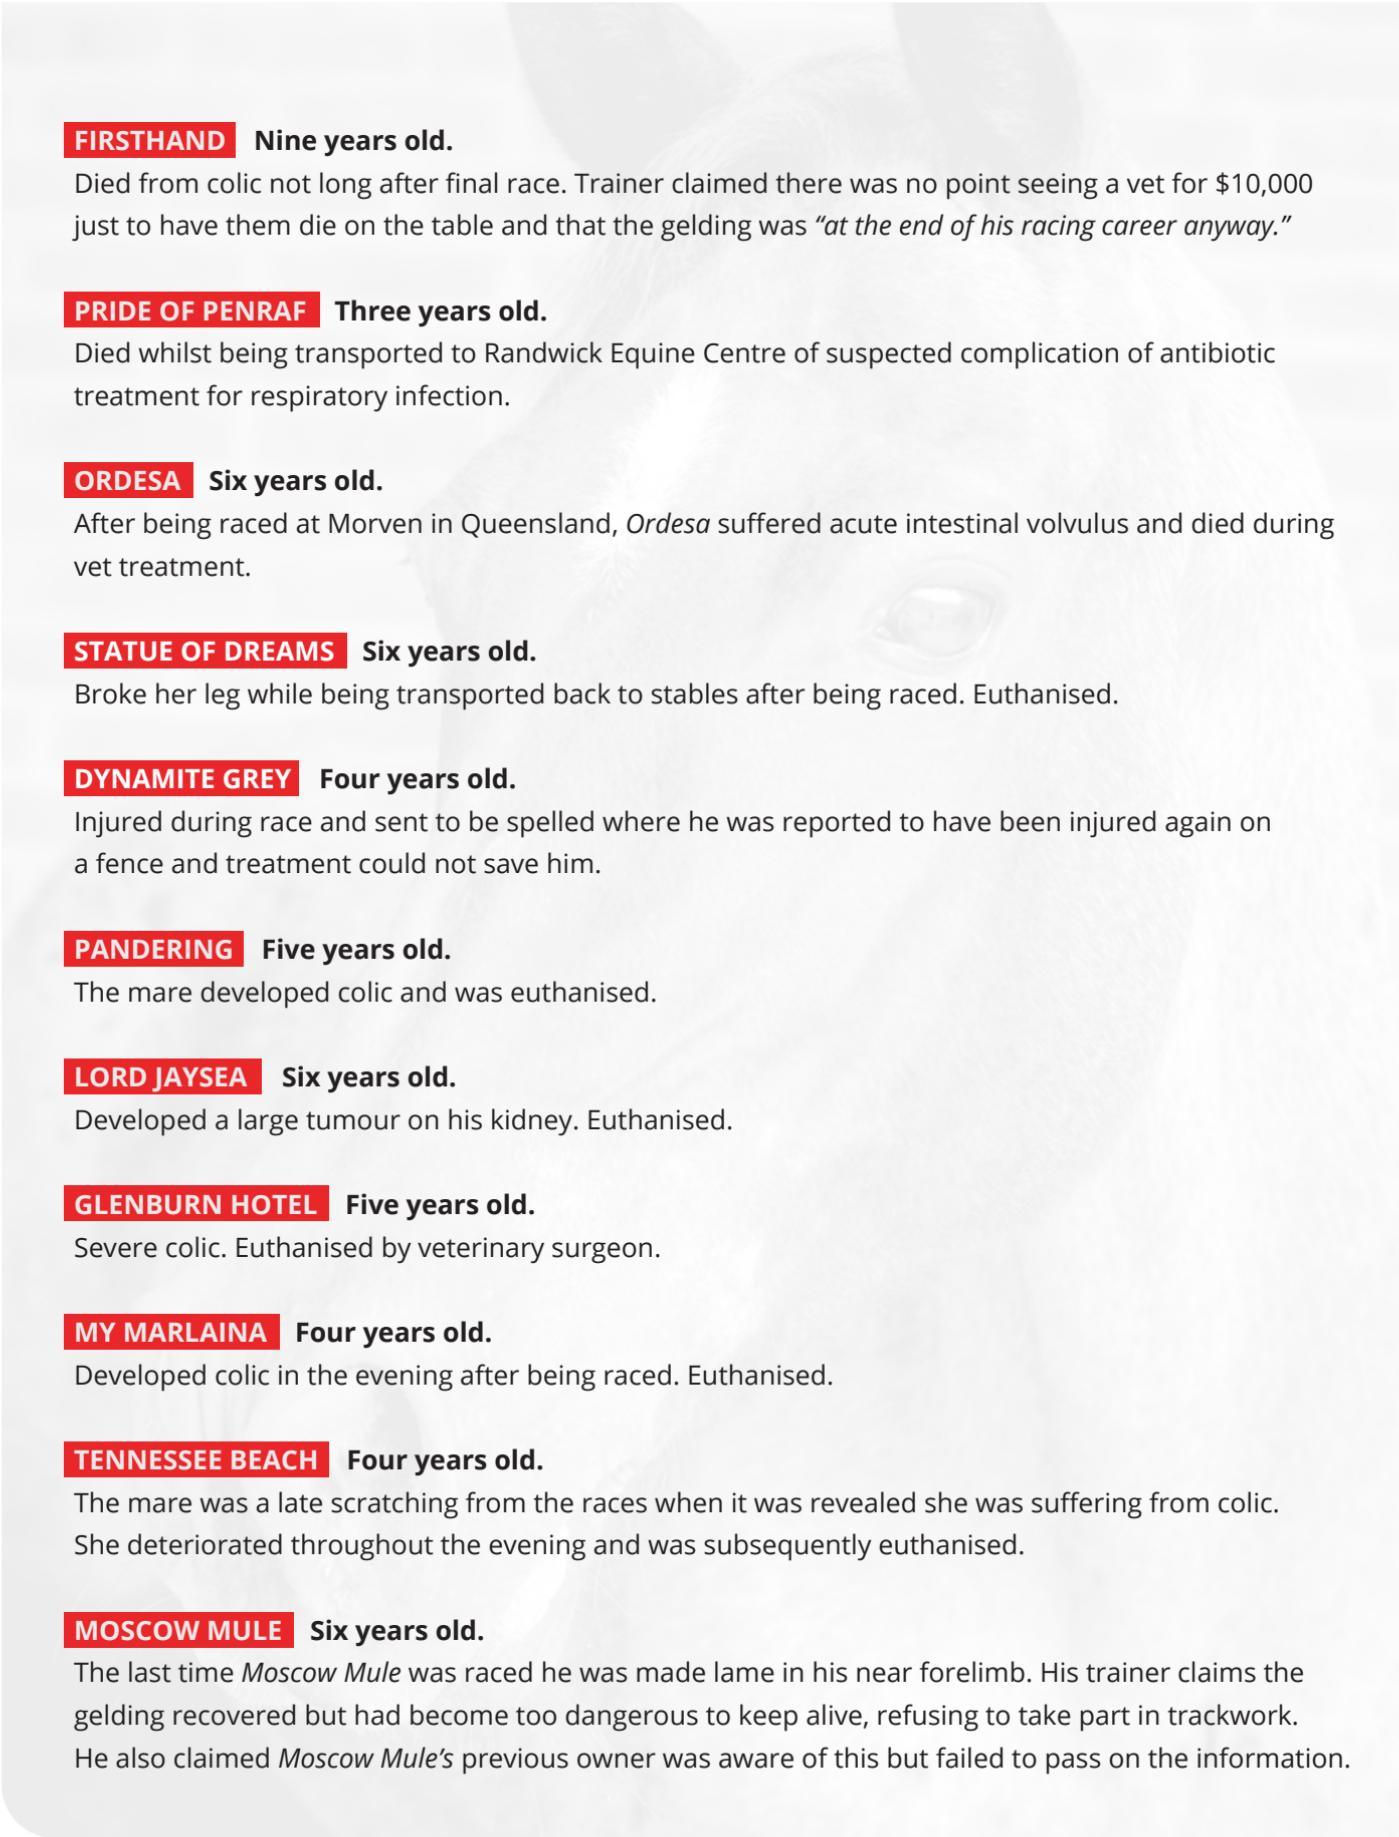 FIRSTHAND Nine years old.
Died from colic not long after final race. Trainer claimed there was no point seeing a vet for $10,000
just to have them die on the table and that the gelding was “at the end of his racing career anyway.”
PRIDE OF PENRAF Three years old.
Died whilst being transported to Randwick Equine Centre of suspected complication of antibiotic
treatment for respiratory infection.
ORDESA Six years old.
After being raced at Morven in Queensland, Ordesa suffered acute intestinal volvulus and died during
vet treatment.
STATUE OF DREAMS Six years old.
Broke her leg while being transported back to stables after being raced. Euthanised.
DYNAMITE GREY Four years old.
Injured during race and sent to be spelled where he was reported to have been injured again on
a fence and treatment could not save him.
PANDERING Five years old.
The mare developed colic and was euthanised.
LORD JAYSEA Six years old.
Developed a large tumour on his kidney. Euthanised.
GLENBURN HOTEL Five years old.
Severe colic. Euthanised by veterinary surgeon.
MY MARLAINA Four years old.
Developed colic in the evening after being raced. Euthanised.
TENNESSEE BEACH Four years old.
The mare was a late scratching from the races when it was revealed she was suffering from colic.
She deteriorated throughout the evening and was subsequently euthanised.
MOSCOW MULE Six years old.
The last time Moscow Mule was raced he was made lame in his near forelimb. His trainer claims the
gelding recovered but had become too dangerous to keep alive, refusing to take part in trackwork.
He also claimed Moscow Mule’s previous owner was aware of this but failed to pass on the information.